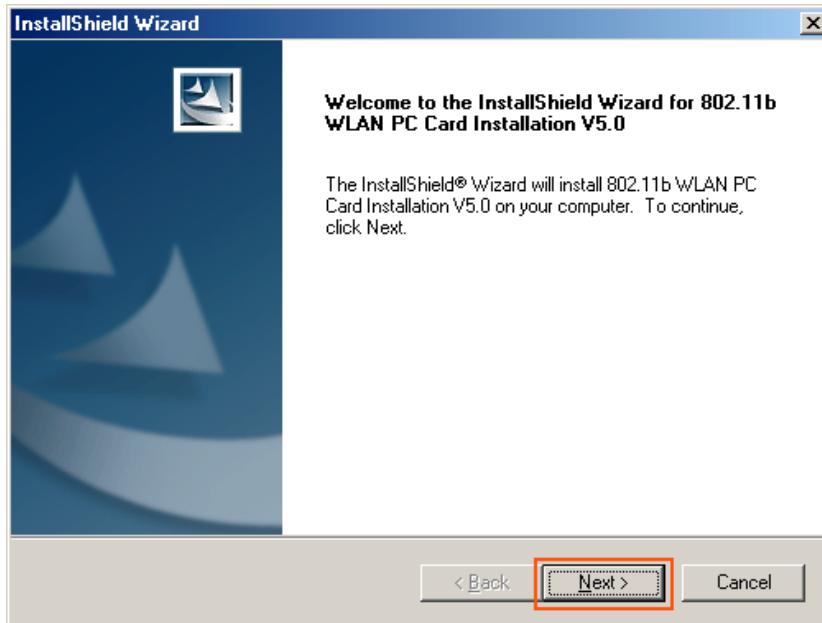 InstallShield Wizard
Welcome to the InstallShield Wizard for 802.11b
WLAN PC Card Installation V5.0
The InstallShield® Wizard will install 802.11b WLAN PC
Card Installation V5.0 on your computer. To continue,
click Next.
< Back
Next >
Cancel